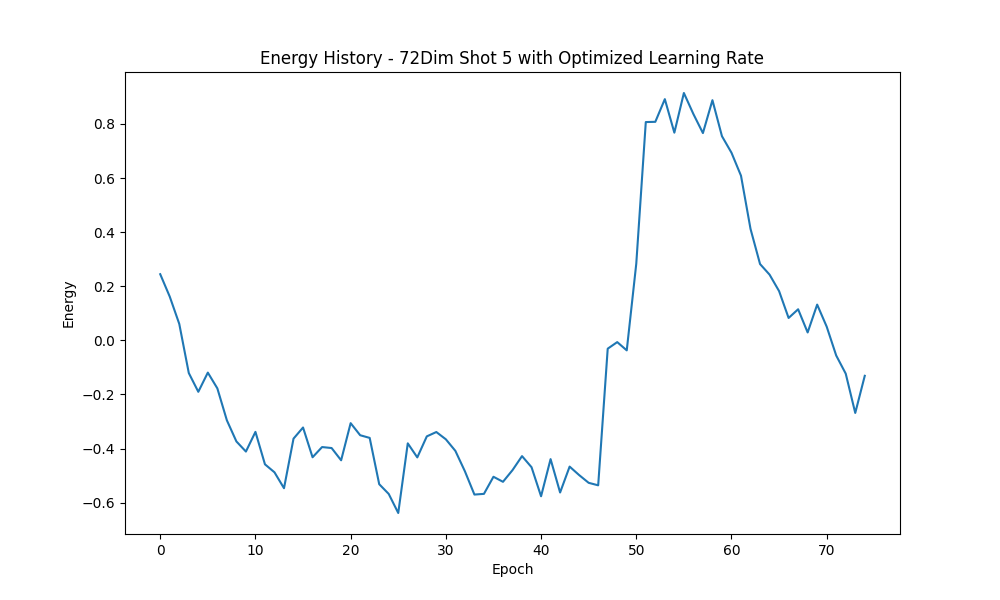 Energy History - 72Dim Shot 5 with Optimized Learning Rate
Energy
0.8
0.6
0.4
0.2
0.0
−0.2
−0.4
−0.6
0 10 20 30 40 50 60 70
Epoch